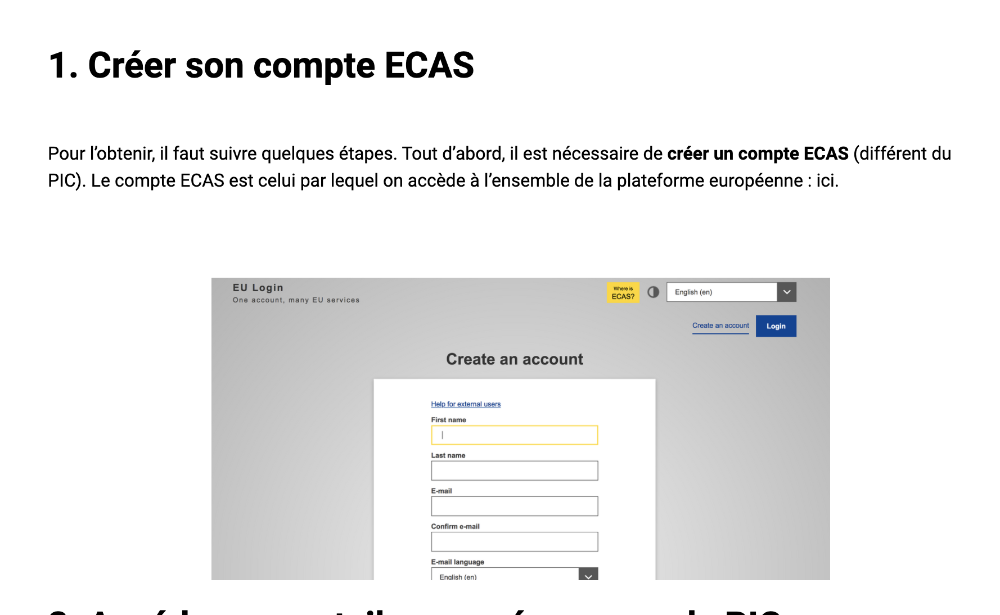 1. Créer son compte ECAS
Pour l’obtenir, il faut suivre quelques étapes. Tout d’abord, il est nécessaire de créer un compte ECAS (différent du
PIC). Le compte ECAS est celui par lequel on accède à l’ensemble de la plateforme européenne : ici.
EU Login
One account, many EU services
Where is
ECAS?
English (en)
Create an account
Login
Create an account
Help for external users
First name
Last name
E-mail
Confirm e-mail
E-mail language
English (en)